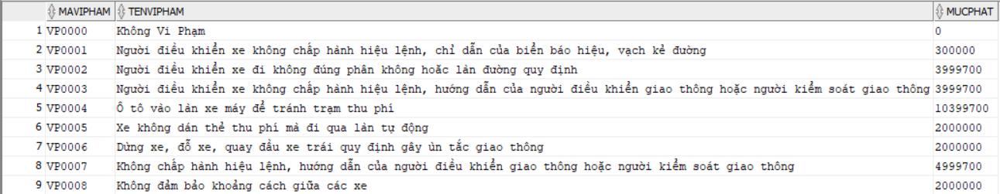 MAVIPHAM TENVIPHAM MUCPHAT
1 VP0000 Không Vi Phạm 0
2 VP0001 Người điều khiển xe không chấp hành hiệu lệnh, chỉ dẫn của biển báo hiệu, vạch kẻ đường 300000
3 VP0002 Người điều khiển xe đi không đúng phân không hoăc làn đường quy định 3999700
4 VP0003 Người điều khiển xe không chấp hành hiệu lệnh, hướng dẫn của người điều khiển giao thông hoặc người kiểm soát giao thông 3999700
5 VP0004 Ô tô vào làn xe máy để tránh trạm thu phí 10399700
6 VP0005 Xe không dán thẻ thu phí mà đi qua làn tự động 2000000
7 VP0006 Dừng xe, đỗ xe, quay đầu xe trái quy định gây ùn tắc giao thông 2000000
8 VP0007 Không chấp hành hiệu lệnh, hướng dẫn của người điều khiển giao thông hoặc người kiểm soát giao thông 4999700
9 VP0008 Không đảm bảo khoảng cách giữa các xe 2000000